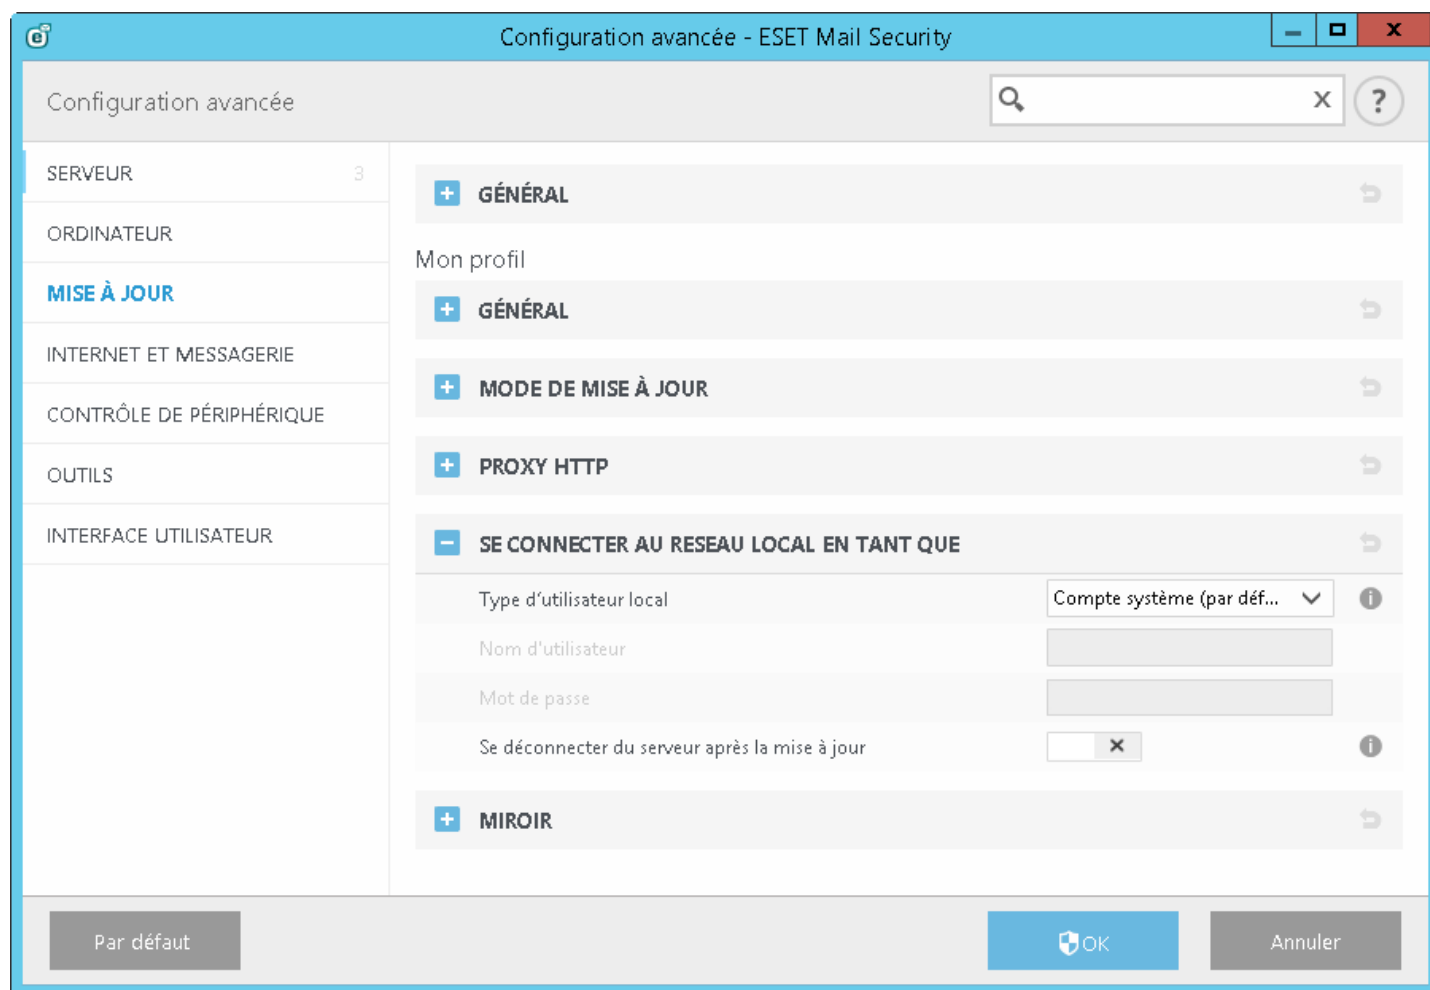 Configuration avancée - ESET Mail Security
Configuration avancée
SERVEUR 3
ORDINATEUR
MISE À JOUR
INTERNET ET MESSAGERIE
CONTRÔLE DE PÉRIPHÉRIQUE
OUTILS
INTERFACE UTILISATEUR
GÉNÉRAL
Mon profil
GÉNÉRAL
MODE DE MISE À JOUR
PROXY HTTP
SE CONNECTER AU RESEAU LOCAL EN TANT QUE
Type d'utilisateur local Compte système (par déf...
Nom d'utilisateur
Mot de passe
Se déconnecter du serveur après la mise à jour
MIROIR
Par défaut OK Annuler